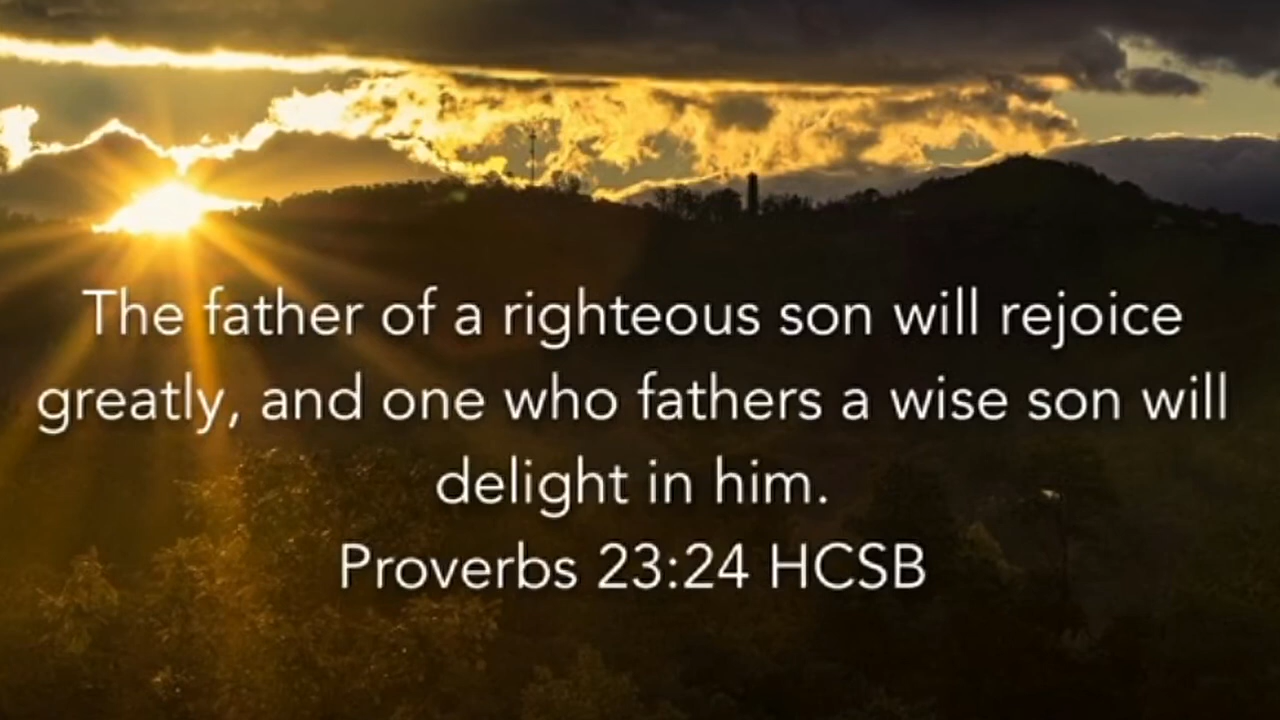 The father of a righteous son will rejoice
greatly, and one who fathers a wise son will
delight in him.
Proverbs 23:24 HCSB